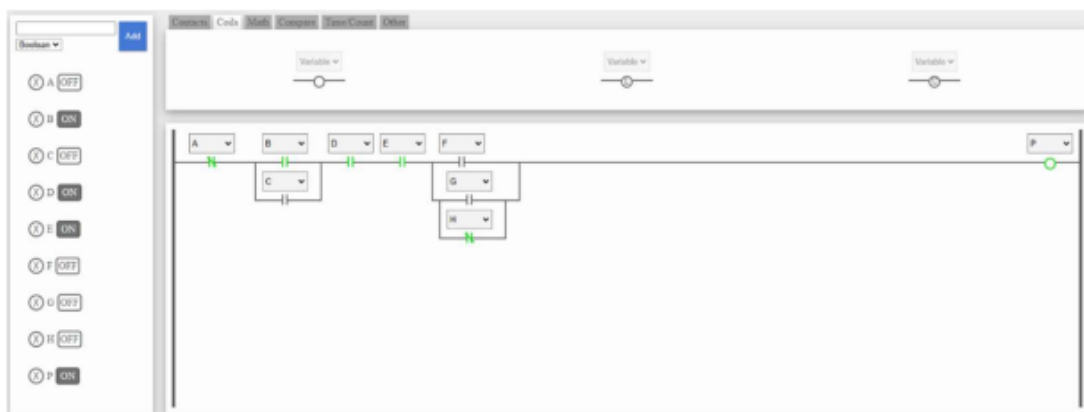 Contacts Coils Math Compare Time/Count Other
Add
Boolean
Variable Variable Variable
L
A OFF
X B ON
X C OFF
X D ON
X E ON
X F OFF
X G OFF
X H OFF
X P ON
A B D E F P
C G
H